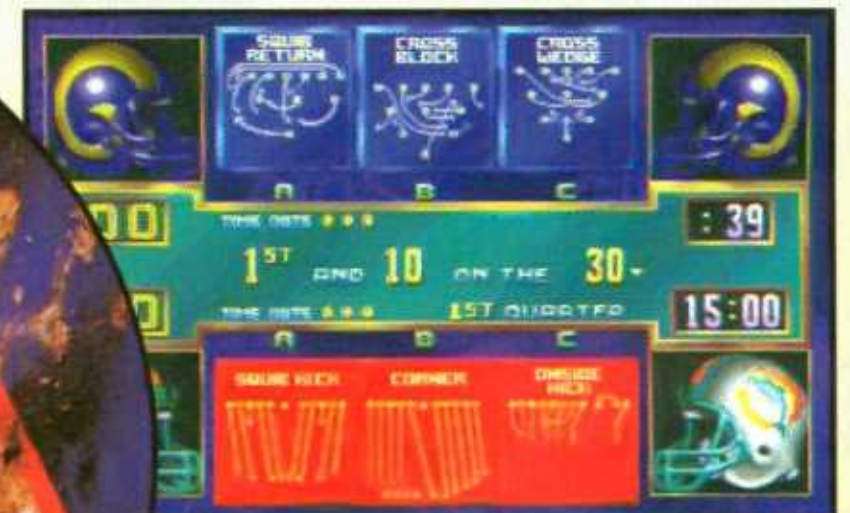 SQUIB RETURN
CROSS BLOCK
CROSS WEDGE
A B C
00
TIME OUTS
:39
1ST AND 10 ON THE 30
0
TIME OUTS
1ST QUARTER
15:00
A B C
SQUIB KICK
CORNER
ONSIDE KICK